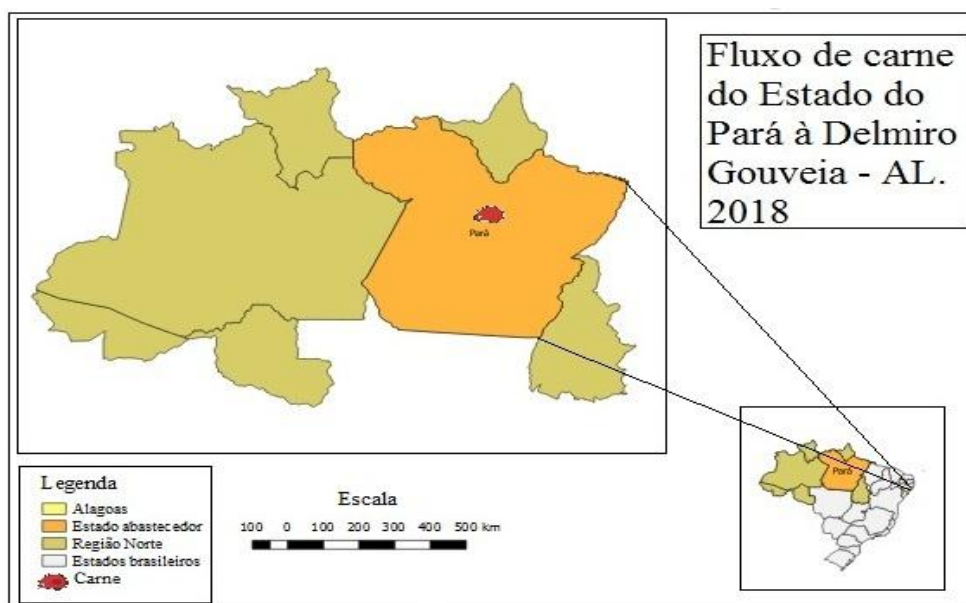 Fluxo de carne
do Estado do
Pará à Delmiro
Gouveia - AL.
2018
Pará
Pará
Legenda
Alagoas
Estado abastecedor
Região Norte
Estados brasileiros
Carne
Escala
100 0 100 200 300 400 500 km